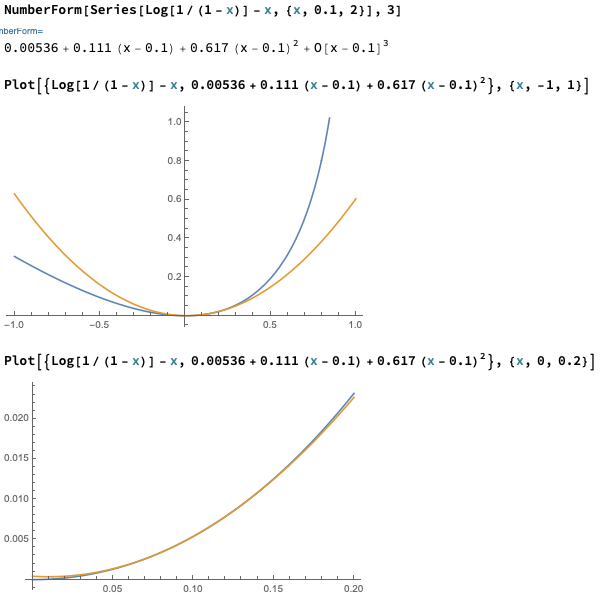 NumberForm[Series[Log[1 / (1 - x)] - x, {x, 0.1, 2}], 3]
nberForm=
0.00536 + 0.111 (x - 0.1) + 0.617 (x - 0.1)² + O[x - 0.1]³
Plot[{Log[1 / (1 - x)] - x, 0.00536 + 0.111 (x - 0.1) + 0.617 (x - 0.1)²}, {x, -1, 1}]
1.0
0.8
0.6
0.4
0.2
-1.0 -0.5 0.5 1.0
Plot[{Log[1 / (1 - x)] - x, 0.00536 + 0.111 (x - 0.1) + 0.617 (x - 0.1)²}, {x, 0, 0.2}]
0.020
0.015
0.010
0.005
0.05 0.10 0.15 0.20